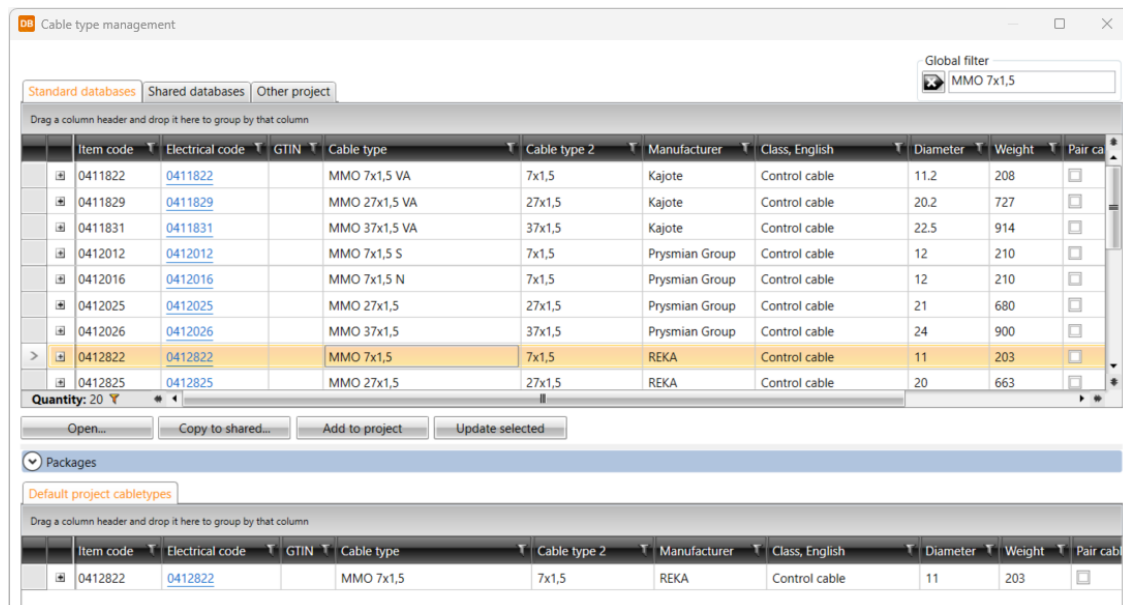 DB Cable type management
Global filter
MMO 7x1,5
Standard databases Shared databases Other project
Drag a column header and drop it here to group by that column
Item code Electrical code GTIN Cable type Cable type 2 Manufacturer Class, English Diameter Weight Pair ca
0411822 0411822 MMO 7x1,5 VA 7x1,5 Kajote Control cable 11.2 208
0411829 0411829 MMO 27x1,5 VA 27x1,5 Kajote Control cable 20.2 727
0411831 0411831 MMO 37x1,5 VA 37x1,5 Kajote Control cable 22.5 914
0412012 0412012 MMO 7x1,5 S 7x1,5 Prysmian Group Control cable 12 210
0412016 0412016 MMO 7x1,5 N 7x1,5 Prysmian Group Control cable 12 210
0412025 0412025 MMO 27x1,5 27x1,5 Prysmian Group Control cable 21 680
0412026 0412026 MMO 37x1,5 37x1,5 Prysmian Group Control cable 24 900
0412822 0412822 MMO 7x1,5 7x1,5 REKA Control cable 11 203
0412825 0412825 MMO 27x1,5 27x1,5 REKA Control cable 20 663
Quantity: 20
Open... Copy to shared... Add to project Update selected
Packages
Default project cabletypes
Drag a column header and drop it here to group by that column
Item code Electrical code GTIN Cable type Cable type 2 Manufacturer Class, English Diameter Weight Pair cabl
0412822 0412822 MMO 7x1,5 7x1,5 REKA Control cable 11 203